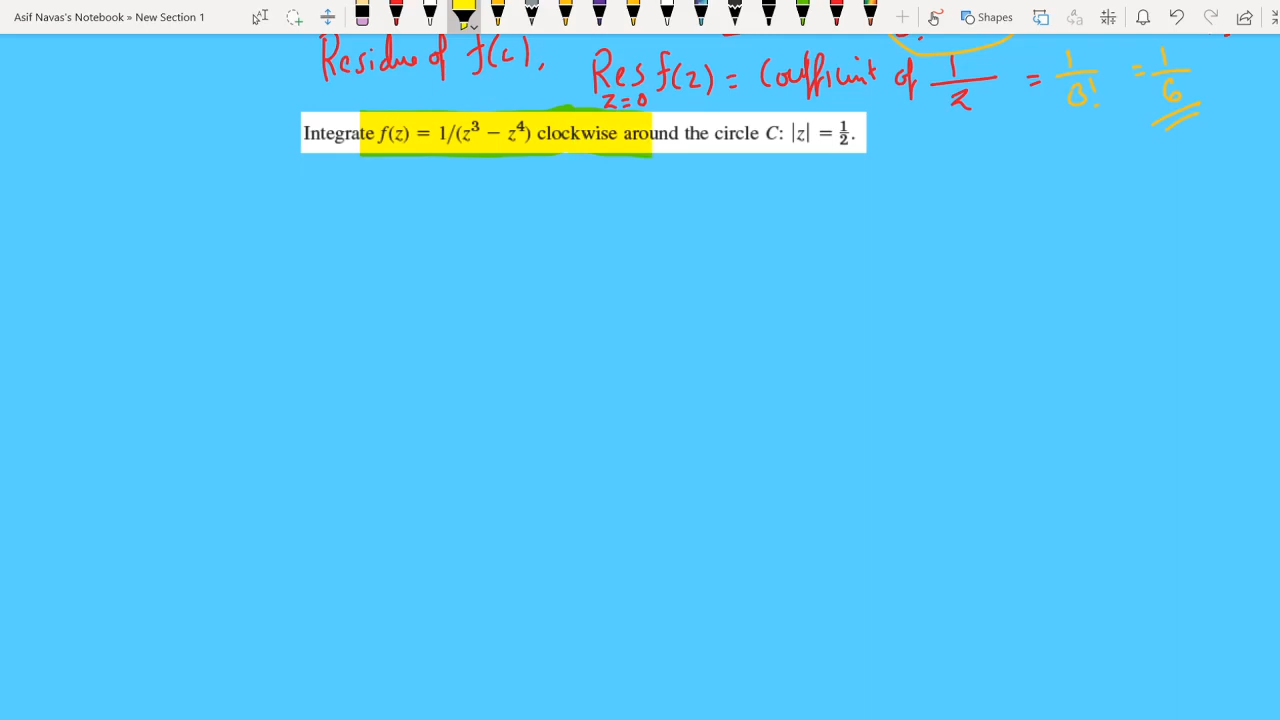 Asif Navas's Notebook » New Section 1
Shapes
Residue of f(z). Res f(z) = Coefficient of 1/z = 1/3! = 1/6
z=0
Integrate f(z) = 1/(z³ − z⁴) clockwise around the circle C: |z| = 1/2.